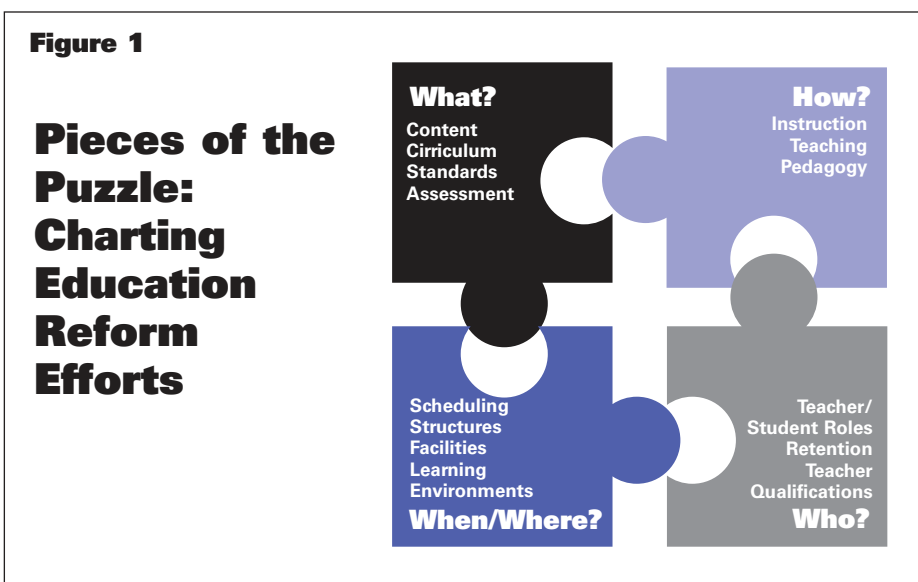 Figure 1
Pieces of the
Puzzle:
Charting
Education
Reform
Efforts
What?
Content
Cirriculum
Standards
Assessment
How?
Instruction
Teaching
Pedagogy
Scheduling
Structures
Facilities
Learning
Environments
When/Where?
Teacher/
Student Roles
Retention
Teacher
Qualifications
Who?